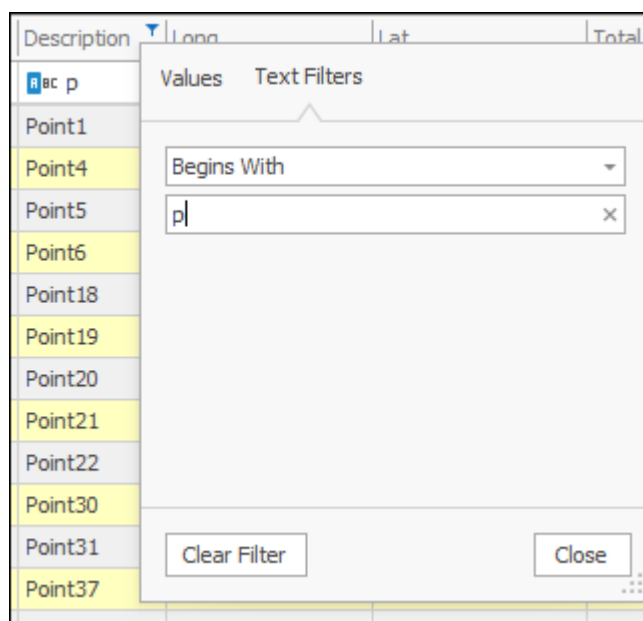 Description Long Lat Total
ABC p
Values Text Filters
Point1
Point4
Begins With
Point5
p
Point6
Point18
Point19
Point20
Point21
Point22
Point30
Point31
Clear Filter Close
Point37